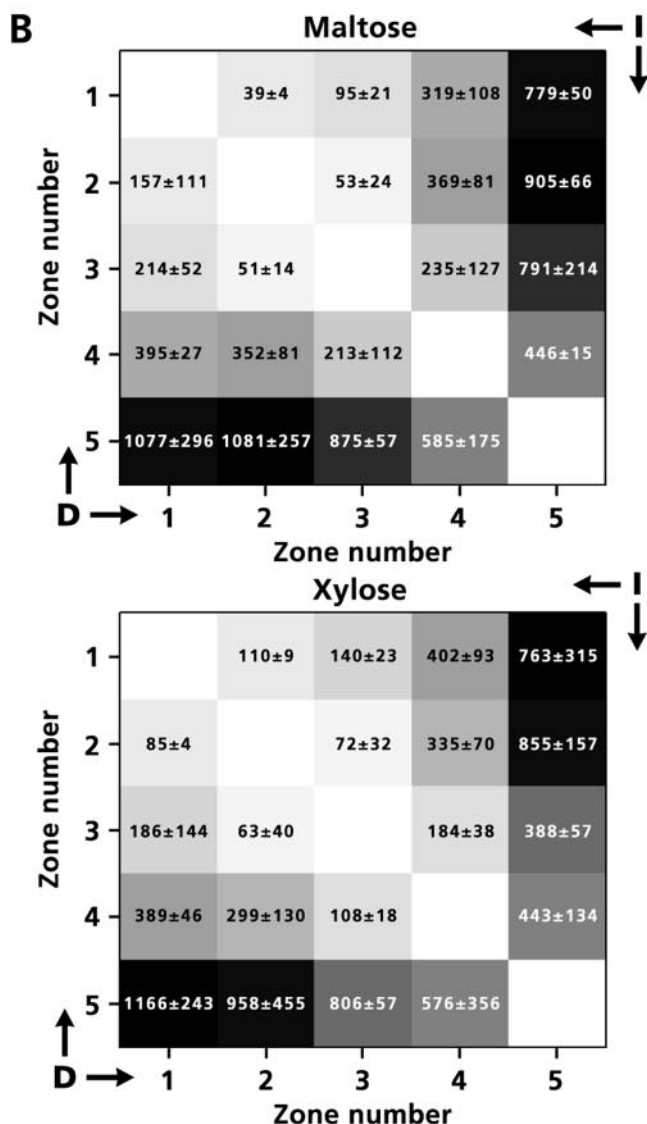 B
Maltose
I
1
39±4 95±21 319±108 779±50
2
157±111 53±24 369±81 905±66
Zone number
3
214±52 51±14 235±127 791±214
4
395±27 352±81 213±112 446±15
5
1077±296 1081±257 875±57 585±175
D
1 2 3 4 5
Zone number
Xylose
I
1
110±9 140±23 402±93 763±315
2
85±4 72±32 335±70 855±157
Zone number
3
186±144 63±40 184±38 388±57
4
389±46 299±130 108±18 443±134
5
1166±243 958±455 806±57 576±356
D
1 2 3 4 5
Zone number